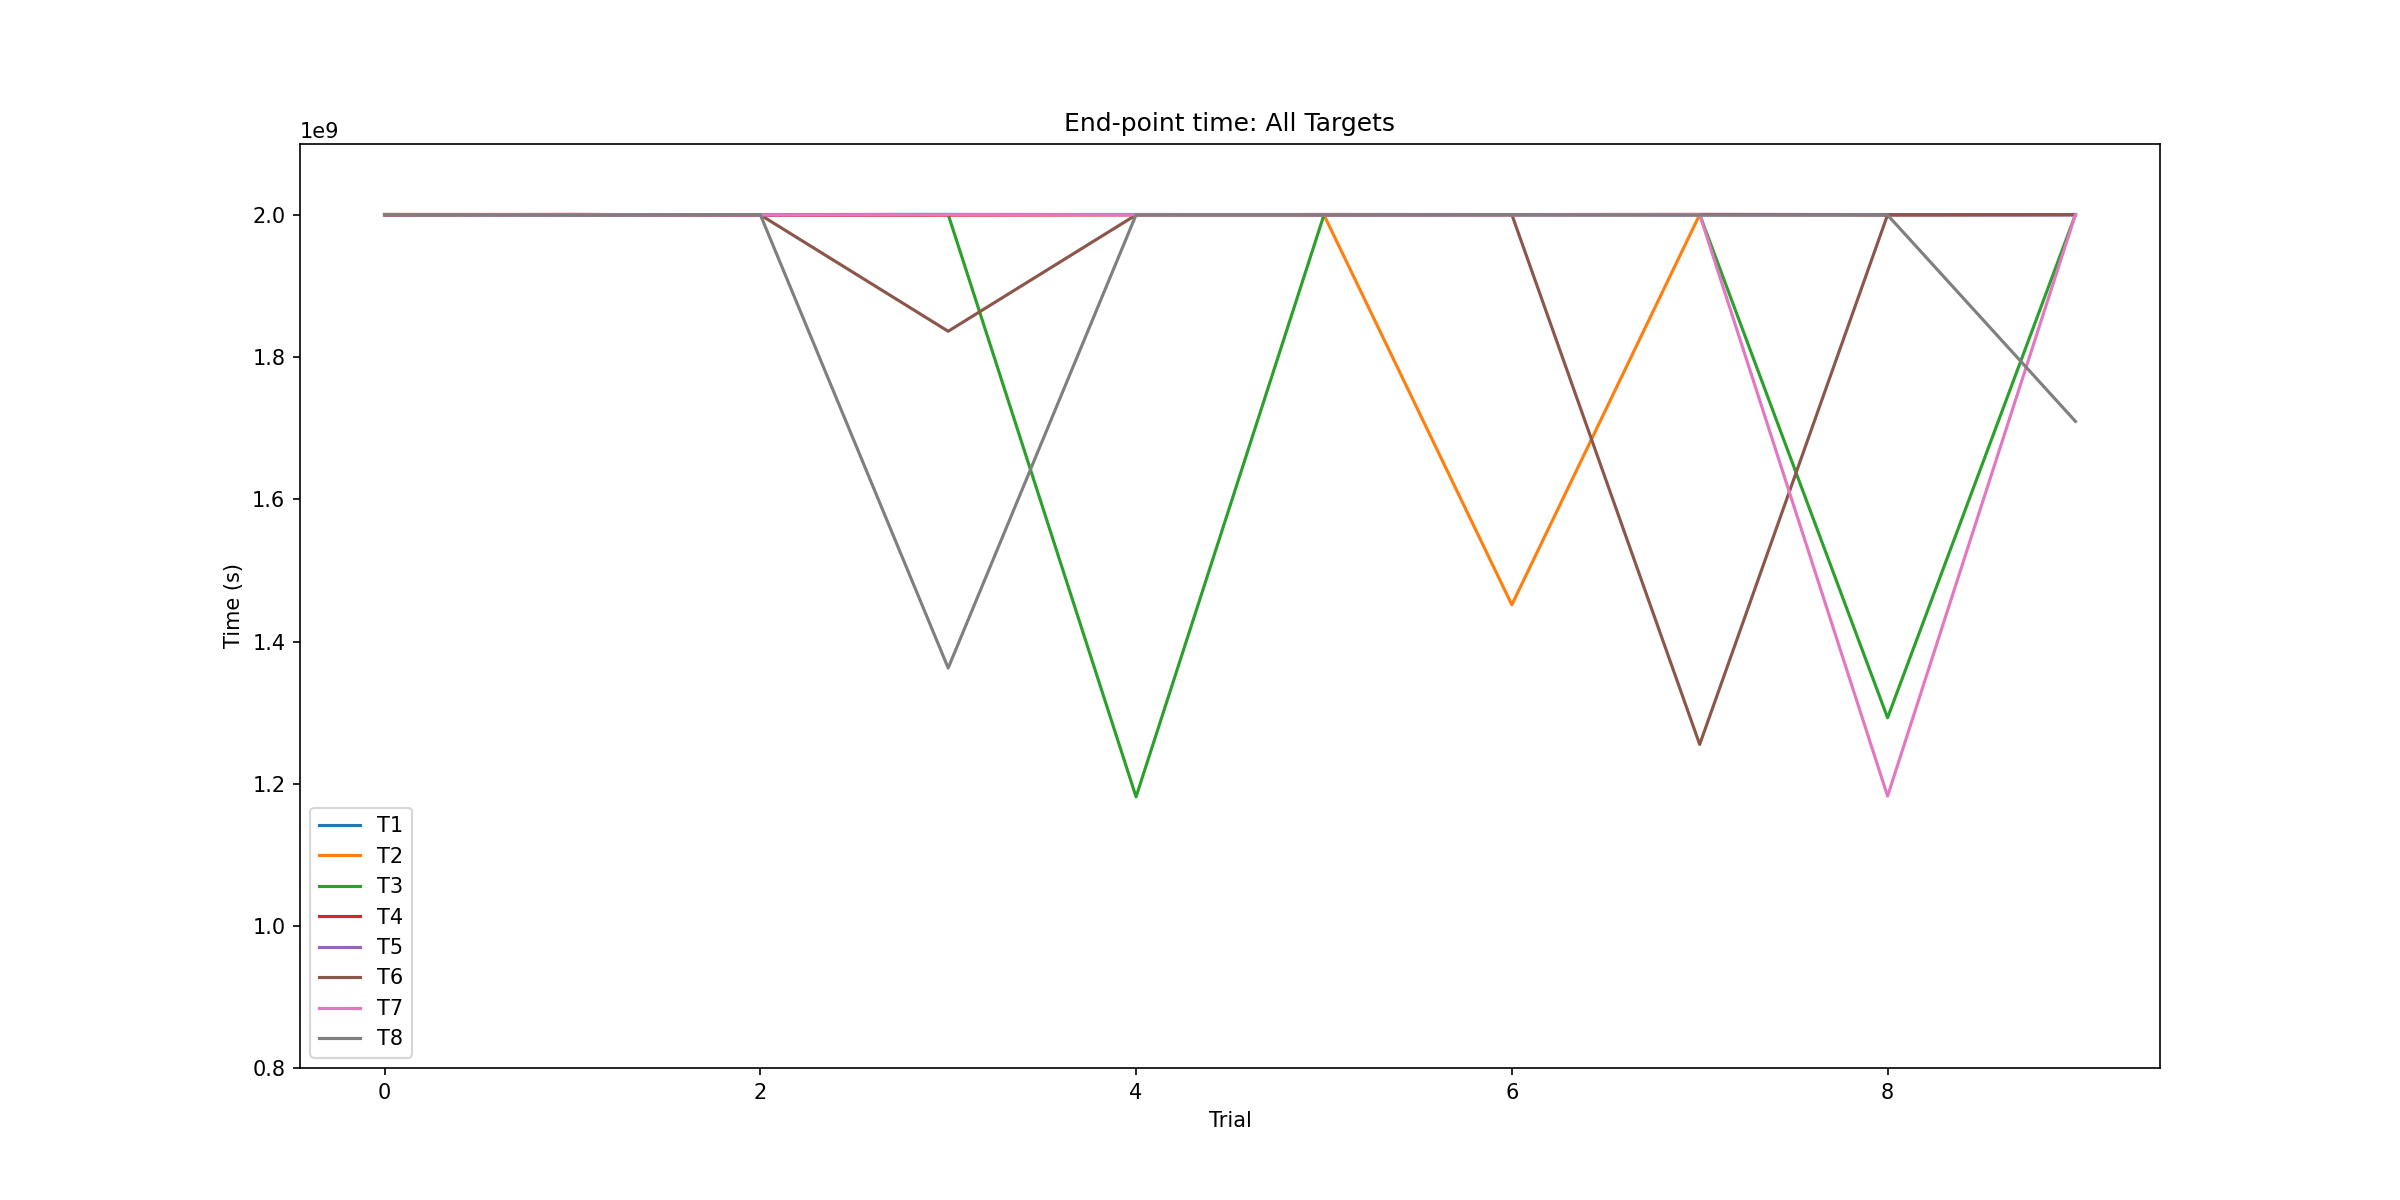 End-point time: All Targets
1e9
2.0
1.8
1.6
1.4
1.2
1.0
0.8
Time (s)
T1
T2
T3
T4
T5
T6
T7
T8
0 2 4 6 8
Trial